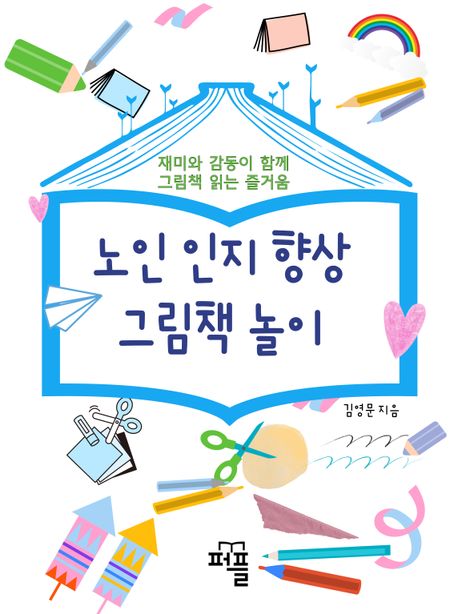 재미와 감동이 함께
그림책 읽는 즐거움
노인 인지 향상
그림책 놀이
김영문 지음
퍼플